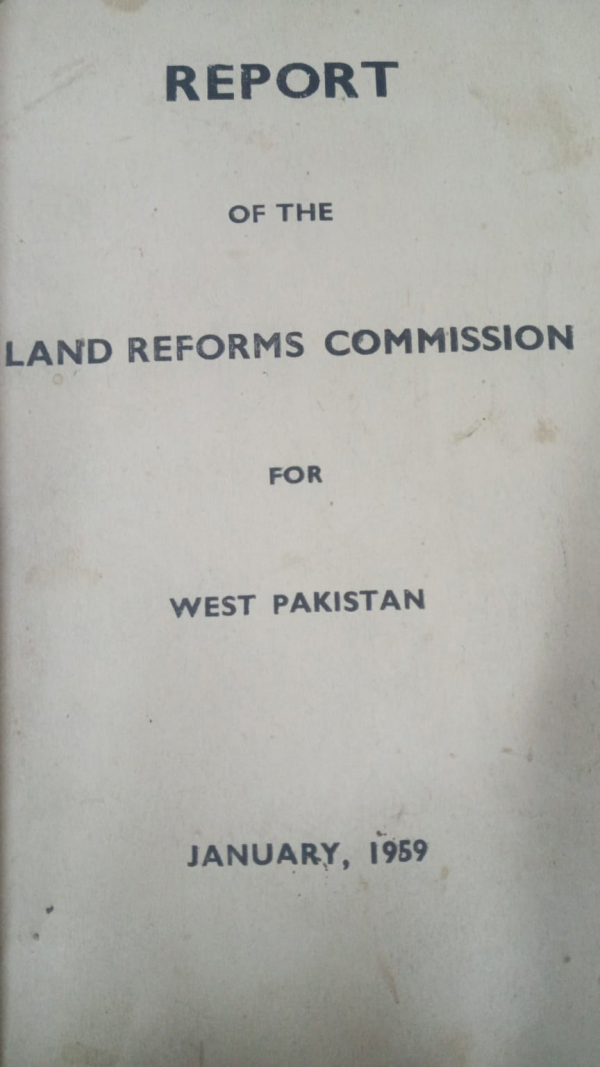 REPORT
OF THE
LAND REFORMS COMMISSION
FOR
WEST PAKISTAN
JANUARY, 1959